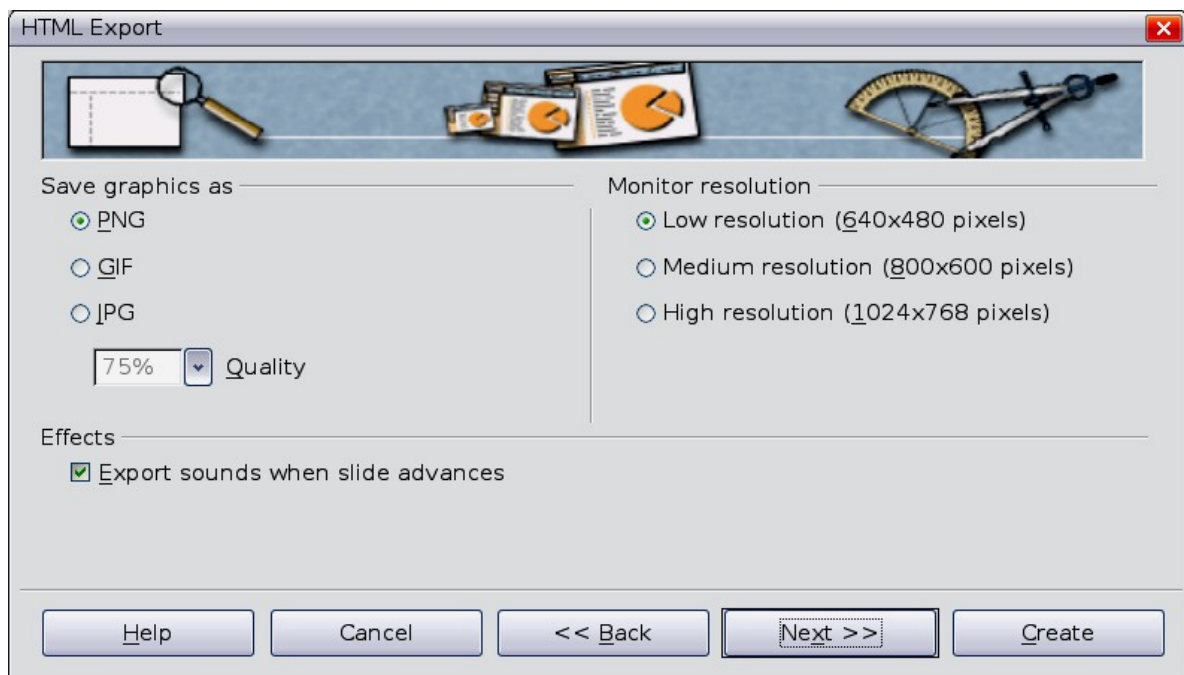 HTML Export
Save graphics as
PNG
GIF
JPG
75% Quality
Monitor resolution
Low resolution (640x480 pixels)
Medium resolution (800x600 pixels)
High resolution (1024x768 pixels)
Effects
Export sounds when slide advances
Help Cancel << Back Next >> Create